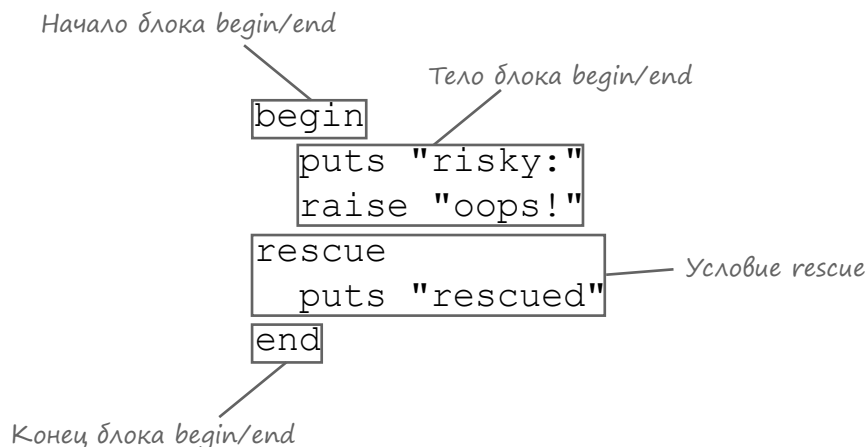 Начало блока begin/end
Тело блока begin/end
begin
puts "risky:"
raise "oops!"
rescue
puts "rescued"
Условие rescue
end
Конец блока begin/end